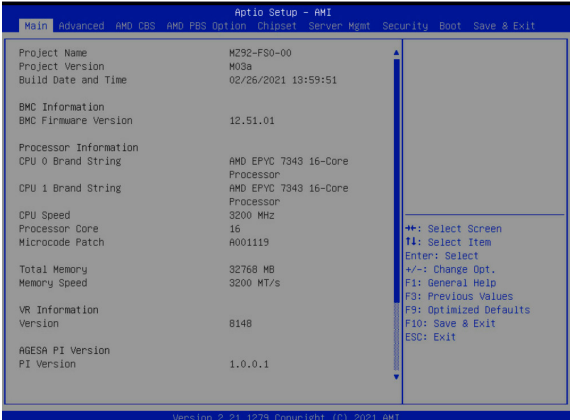 Aptio Setup - AMI
Main Advanced AMD CBS AMD PBS Option Chipset Server Mgmt Security Boot Save & Exit
Project Name MZ92-FS0-00
Project Version M03a
Build Date and Time 02/26/2021 13:59:51
BMC Information
BMC Firmware Version 12.51.01
Processor Information
CPU 0 Brand String AMD EPYC 7343 16-Core
Processor
CPU 1 Brand String AMD EPYC 7343 16-Core
Processor
CPU Speed 3200 MHz
Processor Core 16
Microcode Patch A001119
Total Memory 32768 MB
Memory Speed 3200 MT/s
VR Information
Version 8148
AGESA PI Version
PI Version 1.0.0.1
→←: Select Screen
↑↓: Select Item
Enter: Select
+/-: Change Opt.
F1: General Help
F3: Previous Values
F9: Optimized Defaults
F10: Save & Exit
ESC: Exit
Version 2.21.1279 Copyright (C) 2021 AMI